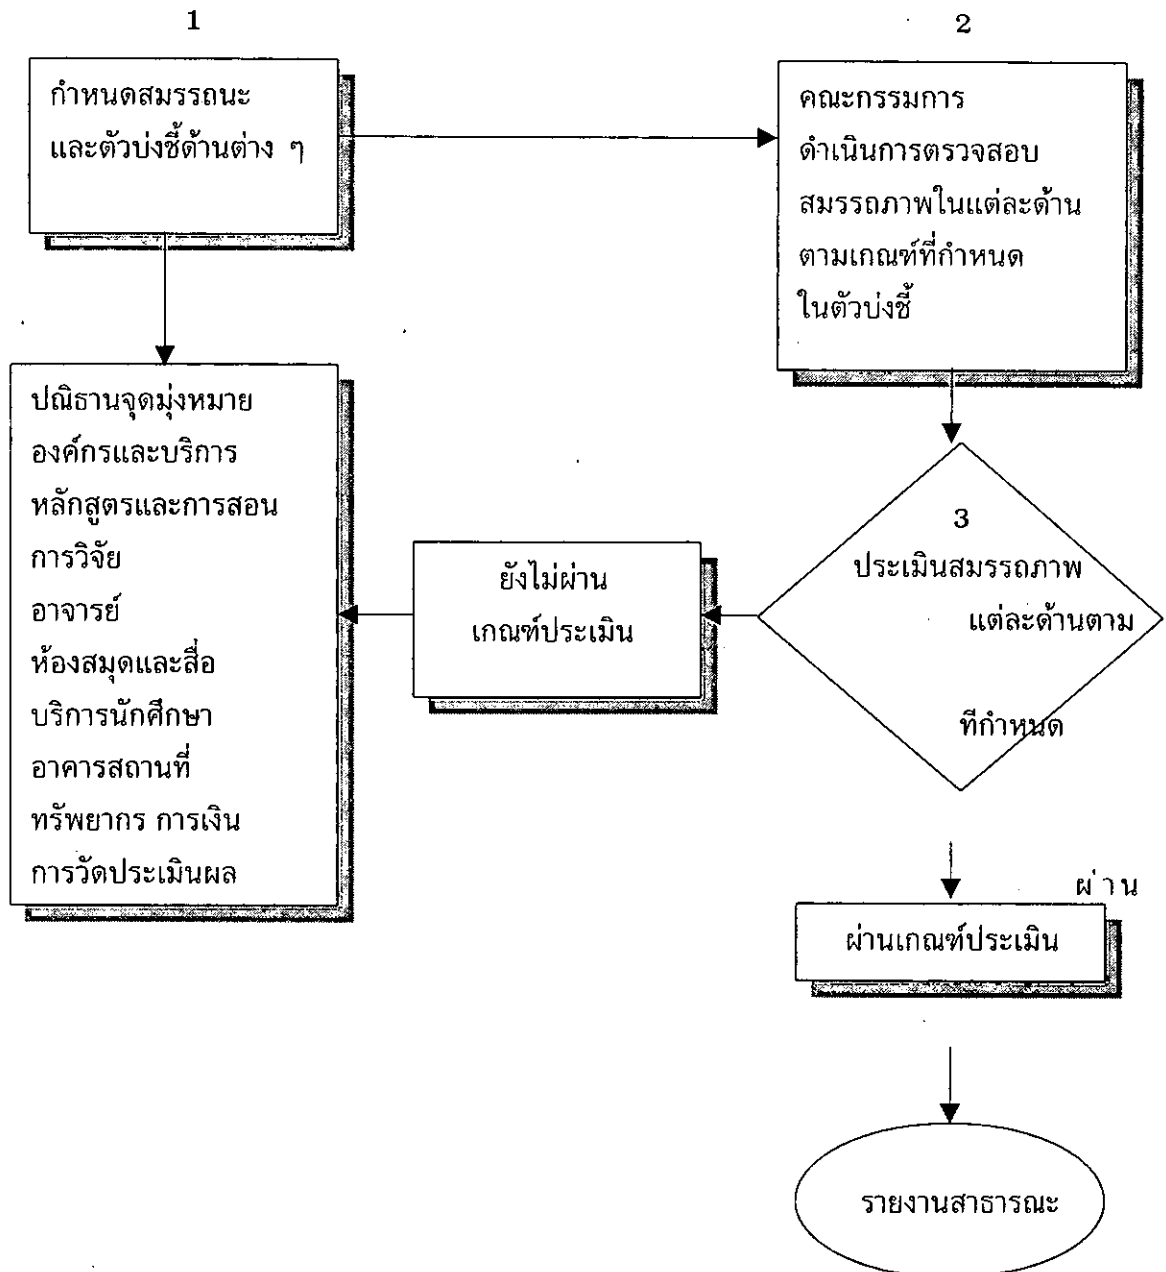 1
กำหนดสมรรถนะ
และตัวบ่งชี้ด้านต่าง ๆ
2
คณะกรรมการ
ดำเนินการตรวจสอบ
สมรรถภาพในแต่ละด้าน
ตามเกณฑ์ที่กำหนด
ในตัวบ่งชี้
ปณิธานจุดมุ่งหมาย
องค์กรและบริการ
หลักสูตรและการสอน
การวิจัย
อาจารย์
ห้องสมุดและสื่อ
บริการนักศึกษา
อาคารสถานที่
ทรัพยากร การเงิน
การวัดประเมินผล
ยังไม่ผ่าน
เกณฑ์ประเมิน
3
ประเมินสมรรถภาพ
แต่ละด้านตาม
ทีกำหนด
ผ่าน
ผ่านเกณฑ์ประเมิน
รายงานสาธารณะ